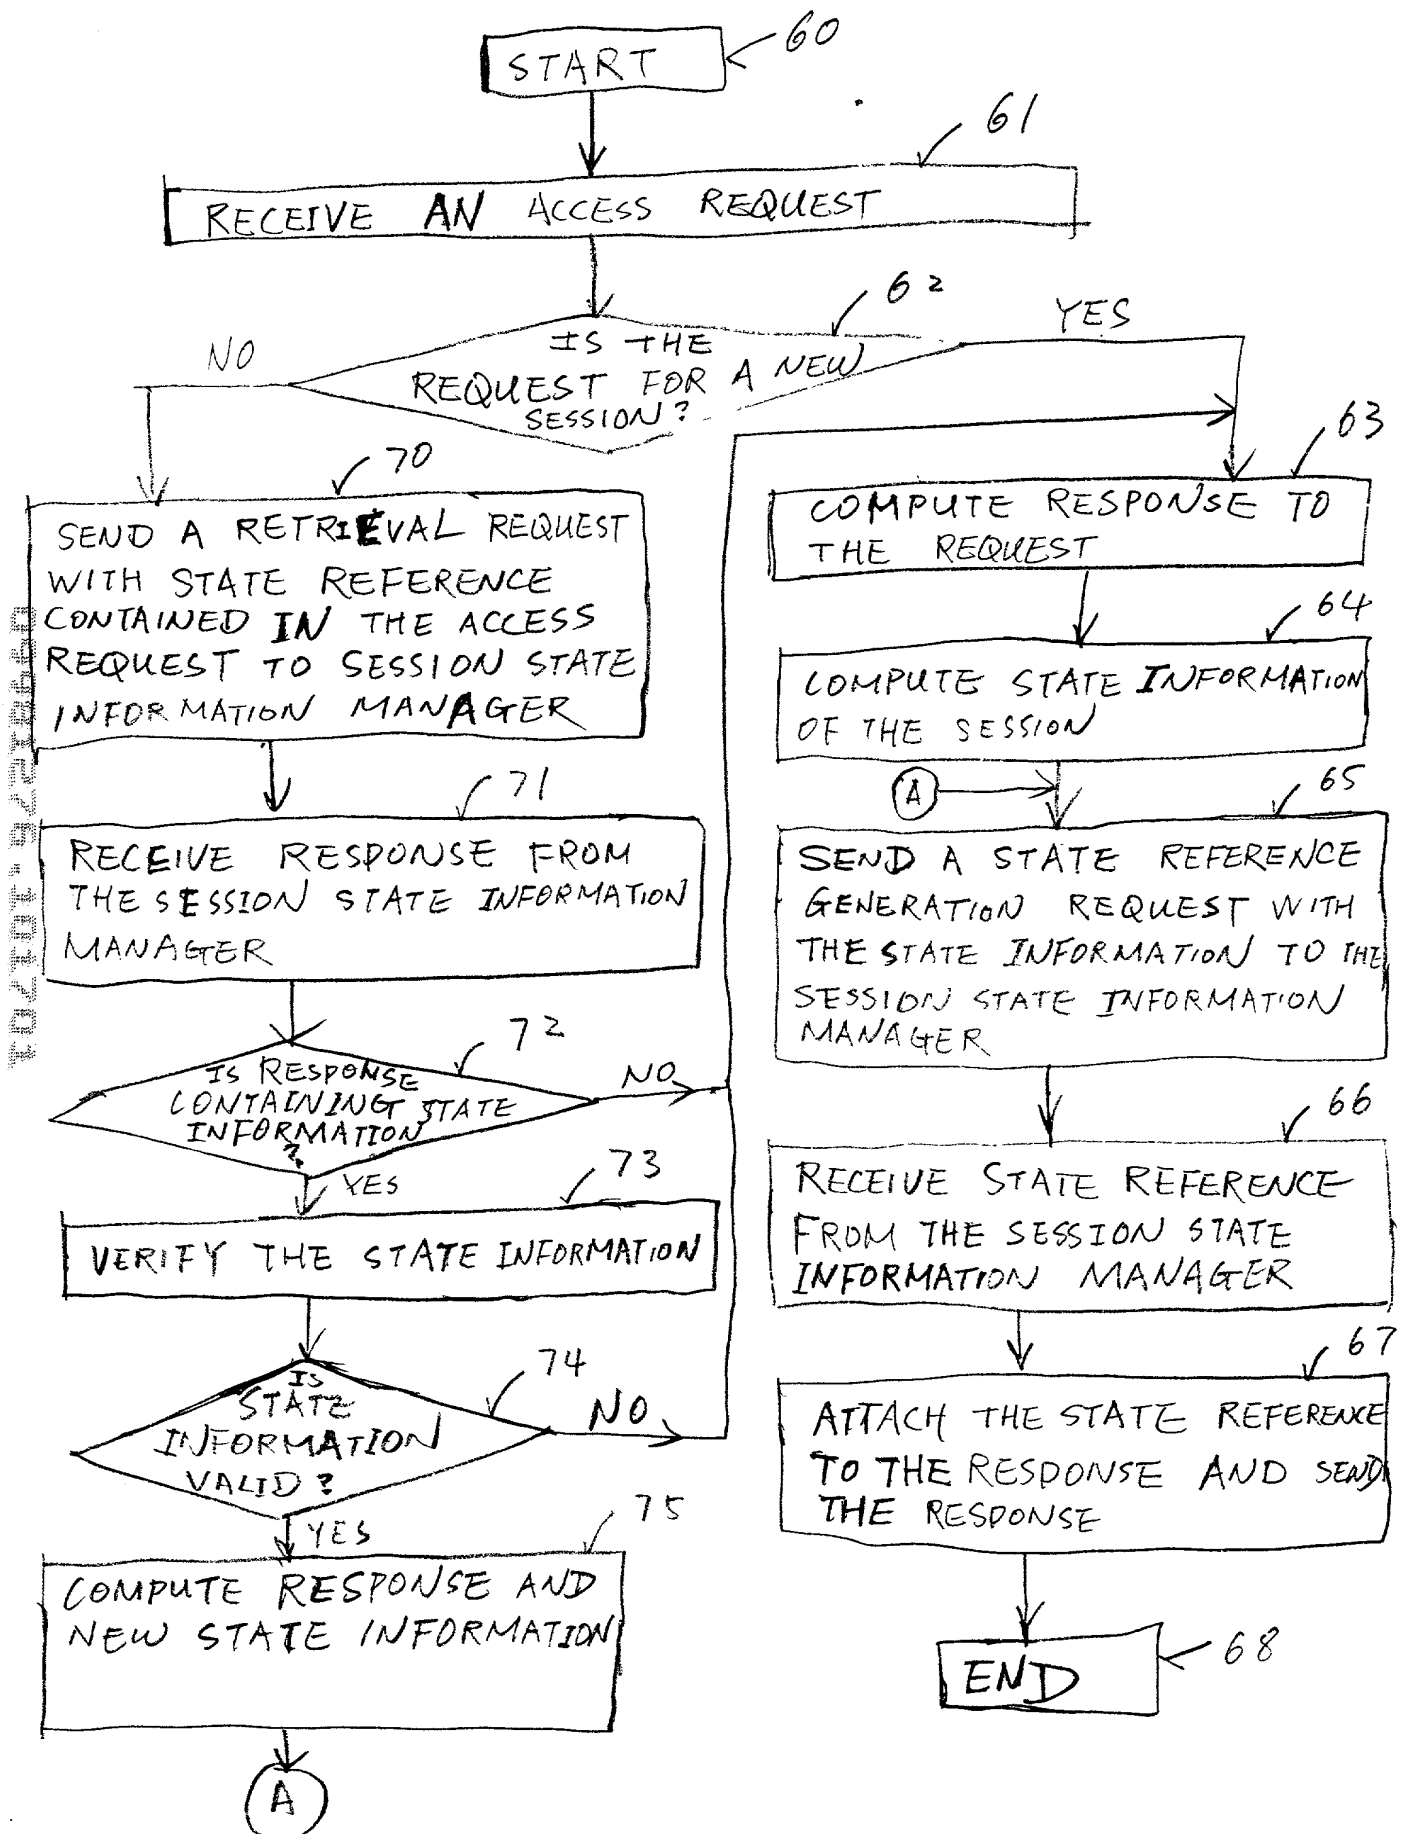 START
60
61
RECEIVE AN ACCESS REQUEST
62
IS THE
REQUEST FOR A NEW
SESSION?
NO
YES
70
SEND A RETRIEVAL REQUEST
WITH STATE REFERENCE
CONTAINED IN THE ACCESS
REQUEST TO SESSION STATE
INFORMATION MANAGER
71
RECEIVE RESPONSE FROM
THE SESSION STATE INFORMATION
MANAGER
72
IS RESPONSE
CONTAINING STATE
INFORMATION
?
NO
YES
73
VERIFY THE STATE INFORMATION
74
IS
STATE
INFORMATION
VALID?
NO
YES
75
COMPUTE RESPONSE AND
NEW STATE INFORMATION
A
63
COMPUTE RESPONSE TO
THE REQUEST
64
COMPUTE STATE INFORMATION
OF THE SESSION
A
65
SEND A STATE REFERENCE
GENERATION REQUEST WITH
THE STATE INFORMATION TO THE
SESSION STATE INFORMATION
MANAGER
66
RECEIVE STATE REFERENCE
FROM THE SESSION STATE
INFORMATION MANAGER
67
ATTACH THE STATE REFERENCE
TO THE RESPONSE AND SEND
THE RESPONSE
END
68